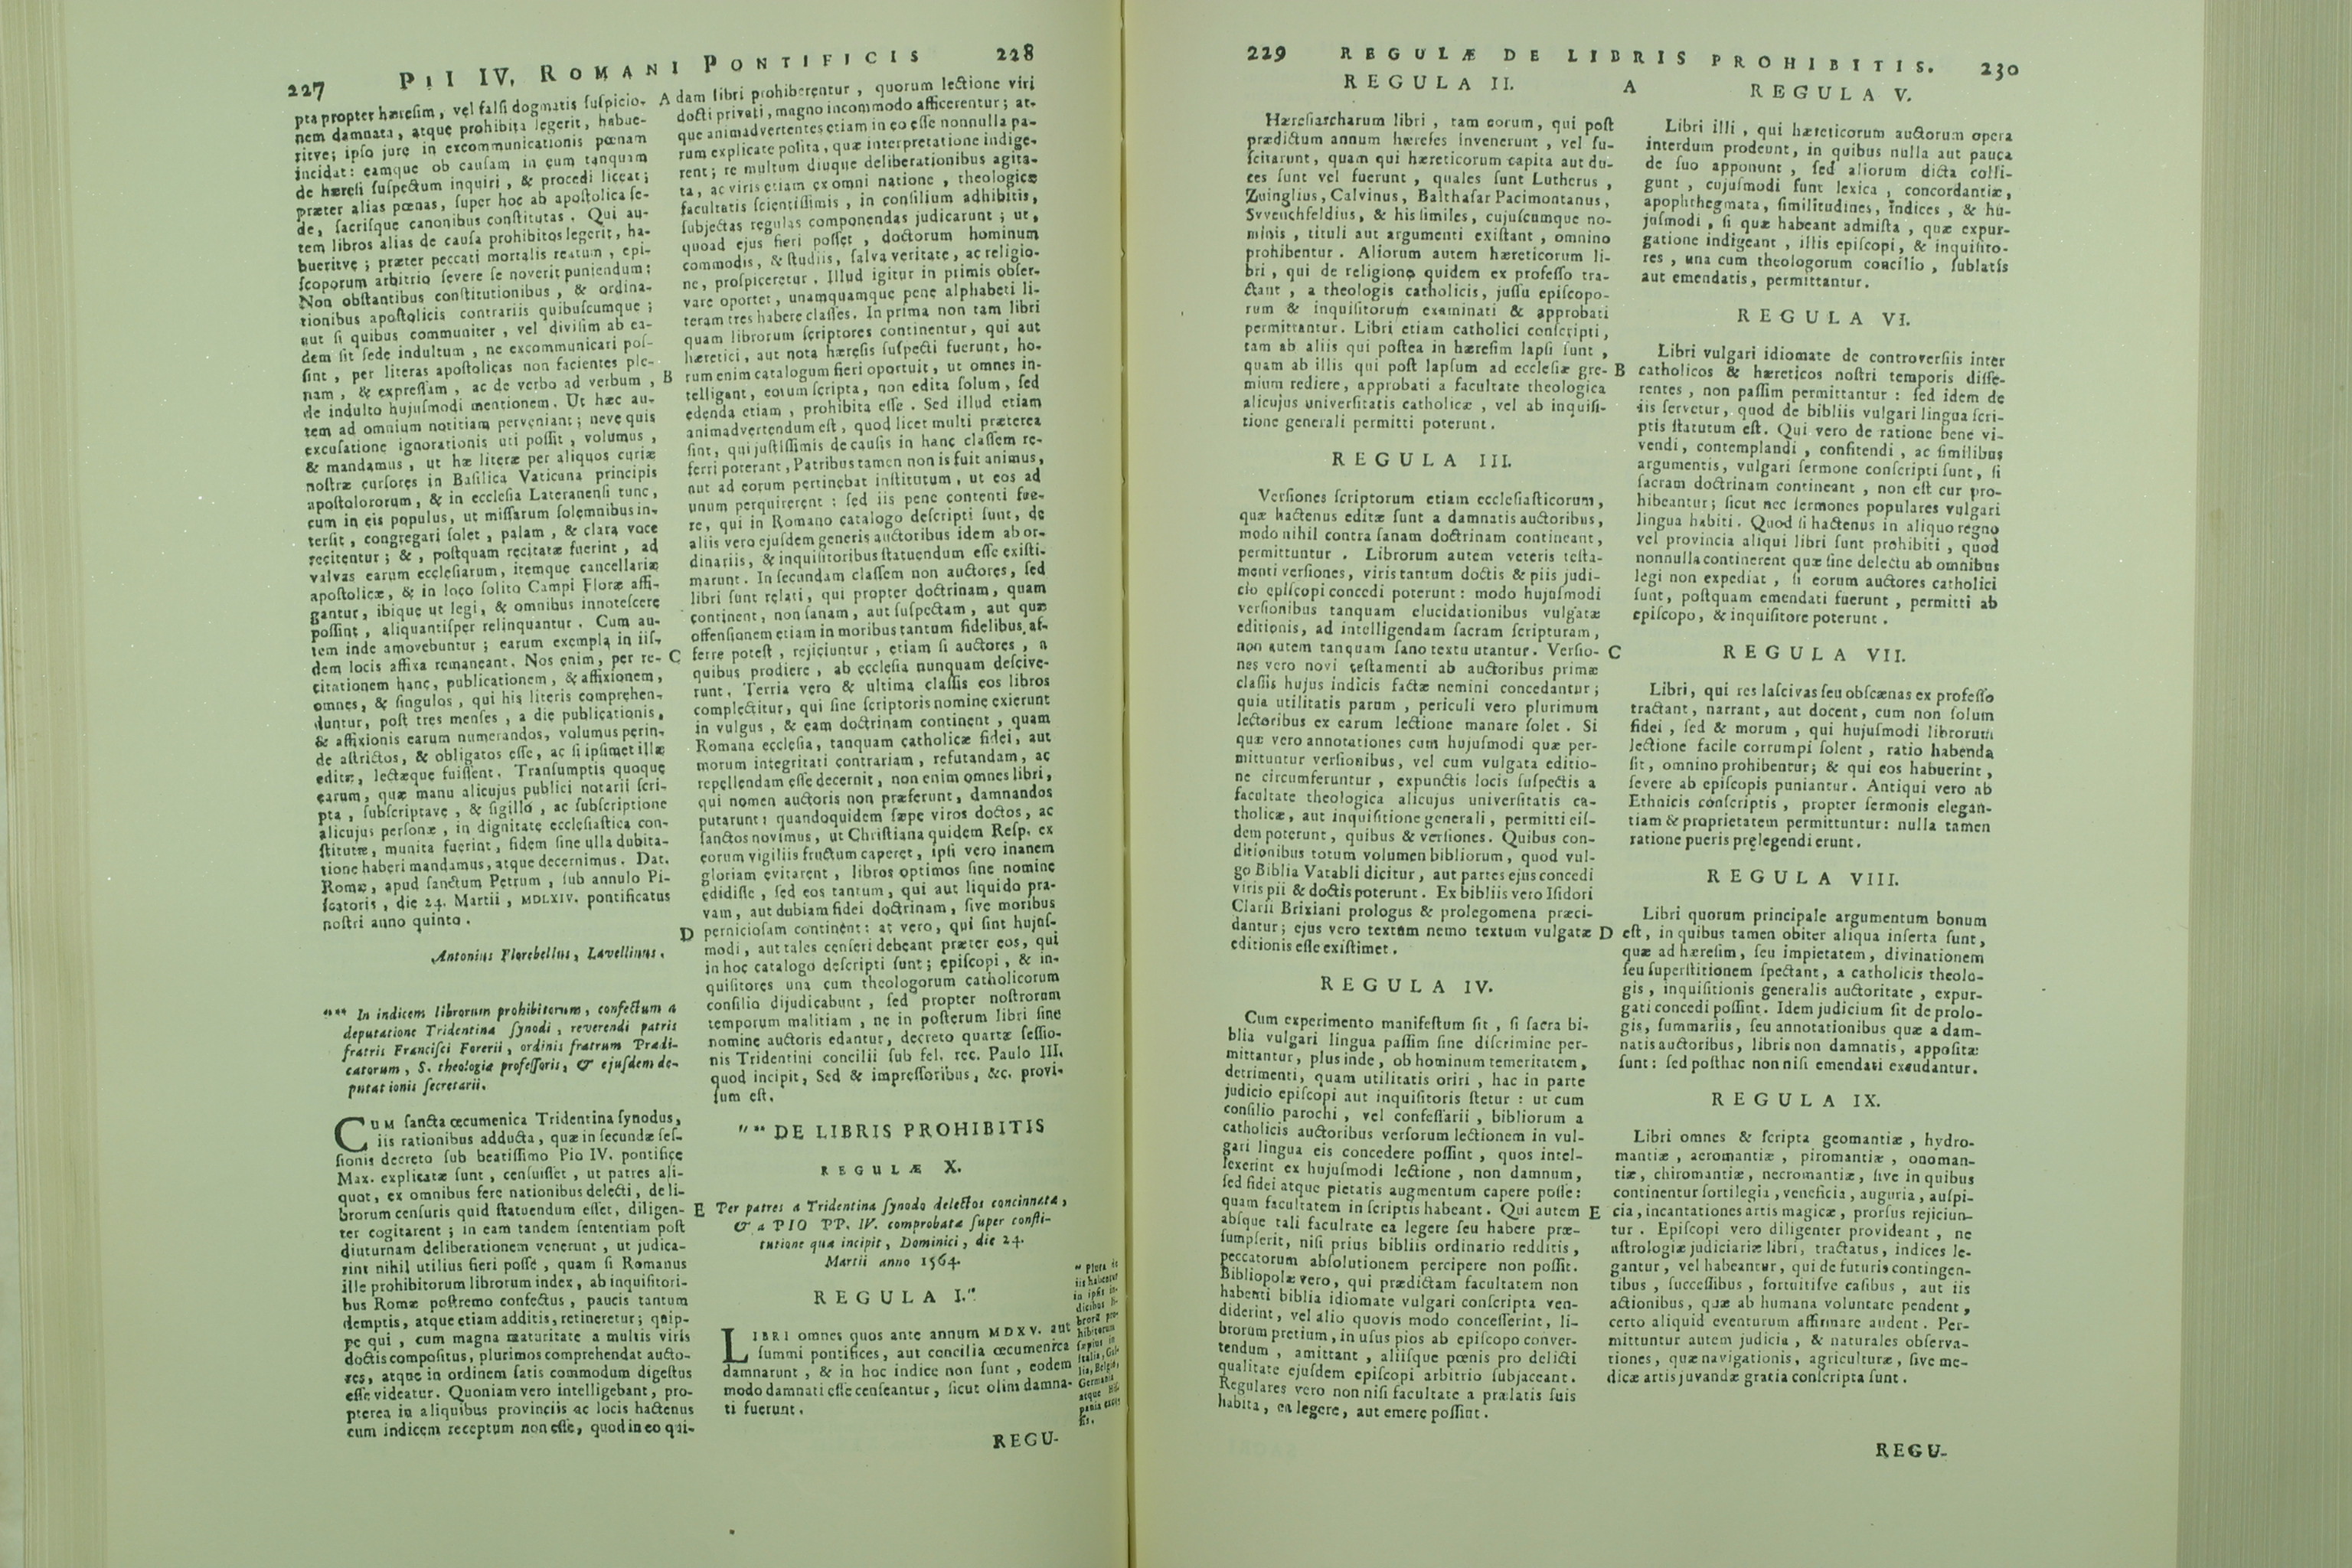 227 PII IV. ROMANI PONTIFICIS 228
pta propter hæresim, vel falsi dogmatis suspicio-
nem damnata, atque prohibita legerit, habue-
ritve; ipso jure in excommunicationis pœnam
incidat: eamque ob causam in eum tanquam
de hæresi suspectum inquiri, & procedi liceat;
præter alias pœnas, super hoc ab apostolica se-
de, sacrisque canonibus constitutas. Qui au-
tem libros alias de causa prohibitos legerit, ha-
bueritve; præter peccati mortalis reatum, epi-
scoporum arbitrio severe se noverit puniendum:
Non obstantibus constitutionibus, & ordina-
tionibus apostolicis contrariis quibuscumque;
aut si quibus communiter, vel divisim ab ea-
dem sit sede indultum, ne excommunicari pos-
sint, per literas apostolicas non facientes ple-
nam, & expressam, ac de verbo ad verbum,
de indulto hujusmodi mentionem. Ut hæc au-
tem ad omnium notitiam perveniant; neve quis
excusatione ignorationis uti possit, volumus,
& mandamus, ut hæ literæ per aliquos curiæ
nostræ cursores in Basilica Vaticana principis
apostolororum, & in ecclesia Lateranensi tunc,
cum in eis populus, ut missarum solemnibus in-
tersit, congregari solet, palam, & clara voce
recitentur; &, postquam recitatæ fuerint, ad
valvas earum ecclesiarum, itemque cancellariæ
apostolicæ, & in loco solito Campi Floræ affi-
gantur, ibique ut legi, & omnibus innotescere
possint, aliquantisper relinquantur. Cum au-
tem inde amovebuntur; earum exempla in iis-
dem locis affixa remaneant. Nos enim, per re-
citationem hanc, publicationem, & affixionem,
omnes, & singulos, qui his literis comprehen-
duntur, post tres menses, a die publicationis,
& affixionis earum numerandos, volumus perin-
de astrictos, & obligatos esse, ac si ipsimet illæ
editæ, lectæque fuissent. Transumptis quoque
earum, quæ manu alicujus publici notarii scri-
pta, subscriptave, & sigillo, ac subscriptione
alicujus personæ, in dignitate ecclesiastica con-
stitutæ, munita fuerint, fidem sine ulla dubita-
tione haberi mandamus, atque decernimus. Dat.
Romæ, apud sanctum Petrum, sub annulo Pi-
scatoris, die 24. Martii, MDLXIV. pontificatus
nostri anno quinto.
Antonius Florebellus, Lavellinus.
"" In indicem librorum prohibitorum, confectum a
deputatione Tridentina synodi, reverendi patris
fratris Francisci Forerii, ordinis fratrum Prædi-
catorum, S. theologiæ professoris, & ejusdem de-
putationis secretarii.
CUM sancta œcumenica Tridentina synodus,
iis rationibus adducta, quæ in secundæ ses-
sionis decreto sub beatissimo Pio IV. pontifice
Max. explicatæ sunt, censuisset, ut patres ali-
quot, ex omnibus fere nationibus delecti, de li-
brorum censuris quid statuendum esset, diligen-
ter cogitarent; in eam tandem sententiam post
diuturnam deliberationem venerunt, ut judica-
rint nihil utilius fieri posse, quam si Romanus
ille prohibitorum librorum index, ab inquisitori-
bus Romæ postremo confectus, paucis tantum
demptis, atque etiam additis, retineretur; quip-
pe qui, cum magna maturitate a multis viris
doctis compositus, plurimos comprehendat aucto-
res, atque in ordinem satis commodum digestus
esse videatur. Quoniam vero intelligebant, pro-
pterea in aliquibus provinciis ac locis hactenus
eum indicem receptum non esse, quod in eo qui-
A dam libri prohiberentur, quorum lectione viri
docti privati, magno incommodo afficerentur; at-
que animadvertentes etiam in eo esse nonnulla pa-
rum explicate polita, quæ interpretatione indige-
rent; re multum diuque deliberationibus agita-
ta, ac viris etiam ex omni natione, theologicæ
facultatis scientissimis, in consilium adhibitis,
subjectas regulas componendas judicarunt; ut,
quoad ejus fieri posset, doctorum hominum
commodis, & studiis, salva veritate, ac religio-
ne, prospiceretur. Illud igitur in primis obser-
vare oportet, unamquamque pene alphabeti li-
teram tres habere classes. In prima non tam libri
quam librorum scriptores continentur, qui aut
hæretici, aut nota hæresis suspecti fuerunt, ho-
B rum enim catalogum fieri oportuit, ut omnes in-
telligant, eorum scripta, non edita solum, sed
edenda etiam, prohibita esse. Sed illud etiam
animadvertendum est, quod licet multi præterea
sint, qui justissimis de causis in hanc classem re-
ferri poterant, Patribus tamen non is fuit animus,
aut ad eorum pertinebat institutum, ut eos ad
unum perquirerent: sed iis pene contenti fue-
re, qui in Romano catalogo descripti sunt, de
aliis vero ejusdem generis auctoribus idem ab or-
dinariis, & inquisitoribus statuendum esse existi-
marunt. In secundam classem non auctores, sed
libri sunt relati, qui propter doctrinam, quam
continent, non sanam, aut suspectam, aut quæ
offensionem etiam in moribus tantum fidelibus af-
C ferre potest, rejiciuntur, etiam si auctores, a
quibus prodiere, ab ecclesia nunquam descive-
runt. Tertia vero & ultima classis eos libros
complectitur, qui sine scriptoris nomine exierunt
in vulgus, & eam doctrinam continent, quam
Romana ecclesia, tanquam catholicæ fidei, aut
morum integritati contrariam, refutandam, ac
repellendam esse decernit, non enim omnes libri,
qui nomen auctoris non præferunt, damnandos
putarunt: quandoquidem sæpe viros doctos, ac
sanctos novimus, ut Christiana quidem Resp. ex
eorum vigiliis fructum caperet, ipsi vero inanem
gloriam evitarent, libros optimos sine nomine
edidisse, sed eos tantum, qui aut liquido pra-
vam, aut dubiam fidei doctrinam, sive moribus
D perniciosam continent: at vero, qui sint hujus-
modi, aut tales censeri debeant præter eos, qui
in hoc catalogo descripti sunt; episcopi, & in-
quisitores una cum theologorum catholicorum
consilio dijudicabunt, sed propter nostrorum
temporum malitiam, ne in posterum libri sine
nomine auctoris edantur, decreto quartæ sessio-
nis Tridentini concilii sub fel. rec. Paulo III.
quod incipit, Sed & impressoribus, &c. provi-
sum est.
"" DE LIBRIS PROHIBITIS
REGULÆ X.
E Per patres a Tridentina synodo delectos concinnata,
& a PIO PP. IV. comprobata super consti-
tutione quæ incipit, Dominici, die 24.
Martii anno 1564.
REGULA I."
LIBRI omnes quos ante annum MDXV. aut
summi pontifices, aut concilia œcumenica
damnarunt, & in hoc indice non sunt, eodem
modo damnati esse censeantur, sicut olim damna-
ti fuerunt.
" Plura de
iis habentur
in ipsis in-
dicibus li-
brorū pro-
hibitorum
sæpius in
Italia, Gal-
lia, Belgio,
Germania,
atque His-
pania excu-
sis.
REGU-
229 REGULÆ DE LIBRIS PROHIBITIS. 230
REGULA II.
Hæresiarcharum libri, tam eorum, qui post
prædictum annum hæreses invenerunt, vel su-
scitarunt, quam qui hæreticorum capita aut du-
ces sunt vel fuerunt, quales sunt Lutherus,
Zuinglius, Calvinus, Balthasar Pacimontanus,
Svvenchfeldius, & his similes, cujuscumque no-
minis, tituli aut argumenti existant, omnino
prohibentur. Aliorum autem hæreticorum li-
bri, qui de religione quidem ex professo tra-
ctant, a theologis catholicis, jussu episcopo-
rum & inquisitorum examinati & approbati
permittantur. Libri etiam catholici conscripti,
tam ab aliis qui postea in hæresim lapsi sunt,
quam ab illis qui post lapsum ad ecclesiæ gre-
mium rediere, approbati a facultate theologica
alicujus universitatis catholicæ, vel ab inquisi-
tione generali permitti poterunt.
REGULA III.
Versiones scriptorum etiam ecclesiasticorum,
quæ hactenus editæ sunt a damnatis auctoribus,
modo nihil contra sanam doctrinam contineant,
permittuntur. Librorum autem veteris testa-
menti versiones, viris tantum doctis & piis judi-
cio episcopi concedi poterunt: modo hujusmodi
versionibus tanquam elucidationibus vulgatæ
editionis, ad intelligendam sacram scripturam,
non autem tanquam sano textu utantur. Versio-
nes vero novi testamenti ab auctoribus primæ
classis hujus indicis factæ nemini concedantur;
quia utilitatis parum, periculi vero plurimum
lectoribus ex earum lectione manare solet. Si
quæ vero annotationes cum hujusmodi quæ per-
mittuntur versionibus, vel cum vulgata editio-
ne circumferuntur, expunctis locis suspectis a
facultate theologica alicujus universitatis ca-
tholicæ, aut inquisitione generali, permitti eis-
dem poterunt, quibus & versiones. Quibus con-
ditionibus totum volumen bibliorum, quod vul-
go Biblia Vatabli dicitur, aut partes ejus concedi
viris pii & doctis poterunt. Ex bibliis vero Isidori
Clarii Brixiani prologus & prolegomena præci-
dantur; ejus vero textum nemo textum vulgatæ
editionis esse existimet.
REGULA IV.
Cum experimento manifestum sit, si sacra bi-
blia vulgari lingua passim sine discrimine per-
mittantur, plus inde, ob hominum temeritatem,
detrimenti, quam utilitatis oriri, hac in parte
judicio episcopi aut inquisitoris stetur: ut cum
consilio parochi, vel confessarii, bibliorum a
catholicis auctoribus versorum lectionem in vul-
gari lingua eis concedere possint, quos intel-
lexerint ex hujusmodi lectione, non damnum,
sed fidei atque pietatis augmentum capere posse:
quam facultatem in scriptis habeant. Qui autem
absque tali facultate ea legere seu habere præ-
sumpserit, nisi prius bibliis ordinario redditis,
peccatorum absolutionem percipere non possit.
Bibliopolæ vero, qui prædictam facultatem non
habenti biblia idiomate vulgari conscripta ven-
diderint, vel alio quovis modo concesserint, li-
brorum pretium, in usus pios ab episcopo conver-
tendum, amittant, aliisque pœnis pro delicti
qualitate ejusdem episcopi arbitrio subjaceant.
Regulares vero non nisi facultate a prælatis suis
habita, ea legere, aut emere possint.
A
REGULA V.
Libri illi, qui hæreticorum auctorum opera
interdum prodeunt, in quibus nulla aut pauca
de suo apponunt, sed aliorum dicta colli-
gunt, cujusmodi sunt lexica, concordantiæ,
apophthegmata, similitudines, indices, & hu-
jusmodi, si quæ habeant admista, quæ expur-
gatione indigeant, illis episcopi, & inquisito-
res, una cum theologorum concilio, sublatis
aut emendatis, permittantur.
REGULA VI.
Libri vulgari idiomate de controversiis inter
B catholicos & hæreticos nostri temporis disse-
rentes, non passim permittantur: sed idem de
iis servetur, quod de bibliis vulgari lingua scri-
ptis statutum est. Qui vero de ratione bene vi-
vendi, contemplandi, confitendi, ac similibus
argumentis, vulgari sermone conscripti sunt, si
sacram doctrinam contineant, non est cur pro-
hibeantur; sicut nec sermones populares vulgari
lingua habiti. Quod si hactenus in aliquo regno
vel provincia aliqui libri sunt prohibiti, quod
nonnulla continerent quæ sine delectu ab omnibus
legi non expediat, si eorum auctores catholici
sunt, postquam emendati fuerunt, permitti ab
episcopo, & inquisitore poterunt.
C
REGULA VII.
Libri, qui res lascivas seu obscænas ex professo
tractant, narrant, aut docent, cum non solum
fidei, sed & morum, qui hujusmodi librorum
lectione facile corrumpi solent, ratio habenda
sit, omnino prohibentur; & qui eos habuerint,
severe ab episcopis puniantur. Antiqui vero ab
Ethnicis conscriptis, propter sermonis elegan-
tiam & proprietatem permittuntur: nulla tamen
ratione pueris prelegendi erunt.
REGULA VIII.
Libri quorum principale argumentum bonum
D est, in quibus tamen obiter aliqua inserta sunt,
quæ ad hæresim, seu impietatem, divinationem
seu superstitionem spectant, a catholicis theolo-
gis, inquisitionis generalis auctoritate, expur-
gati concedi possint. Idem judicium sit de prolo-
gis, summariis, seu annotationibus quæ a dam-
natis auctoribus, libris non damnatis, appositæ
sunt: sed posthac non nisi emendati excudantur.
REGULA IX.
Libri omnes & scripta geomantiæ, hydro-
mantiæ, aeromantiæ, piromantiæ, onoman-
tiæ, chiromantiæ, necromantiæ, sive in quibus
continentur sortilegia, veneficia, auguria, auspi-
E cia, incantationes artis magicæ, prorsus rejiciun-
tur. Episcopi vero diligenter provideant, ne
astrologiæ judiciariæ libri, tractatus, indices le-
gantur, vel habeantur, qui de futuris contingen-
tibus, successibus, fortuitisve casibus, aut iis
actionibus, quæ ab humana voluntate pendent,
certo aliquid eventurum affirmare audent. Per-
mittuntur autem judicia, & naturales observa-
tiones, quæ navigationis, agriculturæ, sive me-
dicæ artis juvandæ gratia conscripta sunt.
REGU-